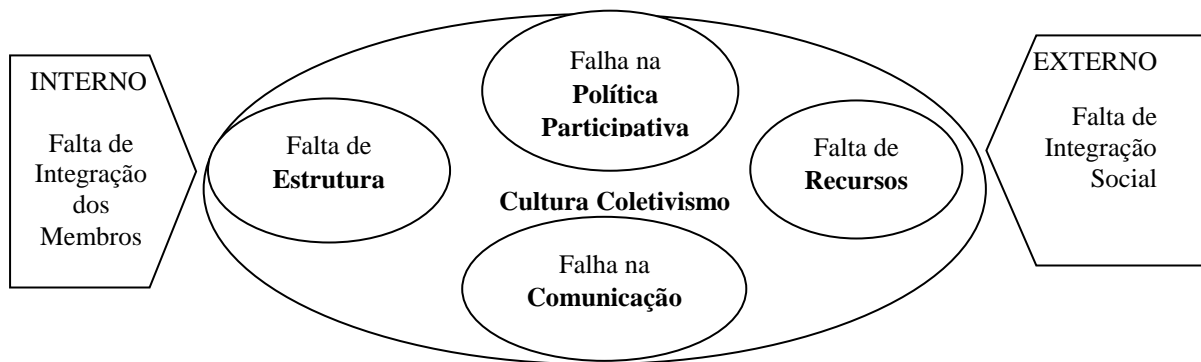 INTERNO
Falta de
Integração
dos
Membros
Falta de
Estrutura
Falha na
Política
Participativa
Cultura Coletivismo
Falha na
Comunicação
Falta de
Recursos
EXTERNO
Falta de
Integração
Social